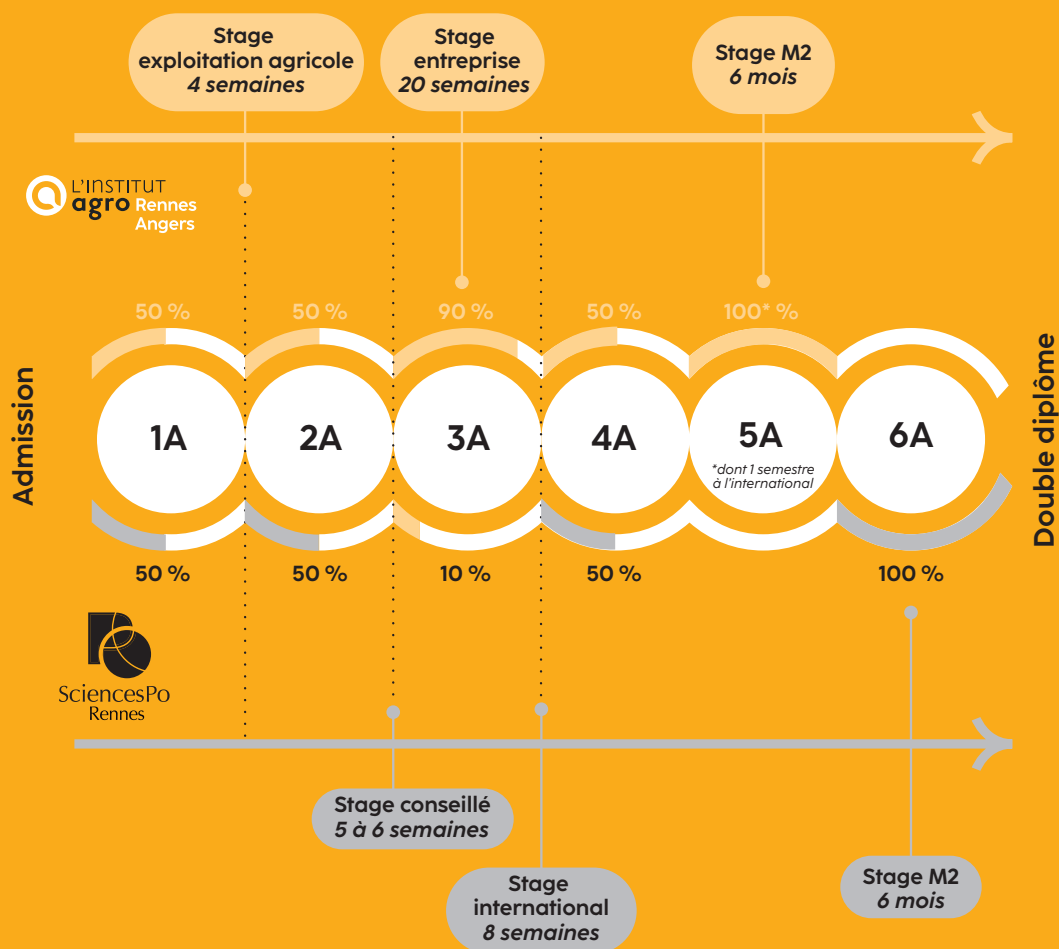 Stage
exploitation agricole
4 semaines
Stage
entreprise
20 semaines
Stage M2
6 mois
L'INSTITUT
agro Rennes
Angers
50 %
50 %
90 %
50 %
100* %
Admission
1A
2A
3A
4A
5A
*dont 1 semestre
à l'international
6A
Double diplôme
50 %
50 %
10 %
50 %
100 %
SciencesPo
Rennes
Stage conseillé
5 à 6 semaines
Stage
international
8 semaines
Stage M2
6 mois